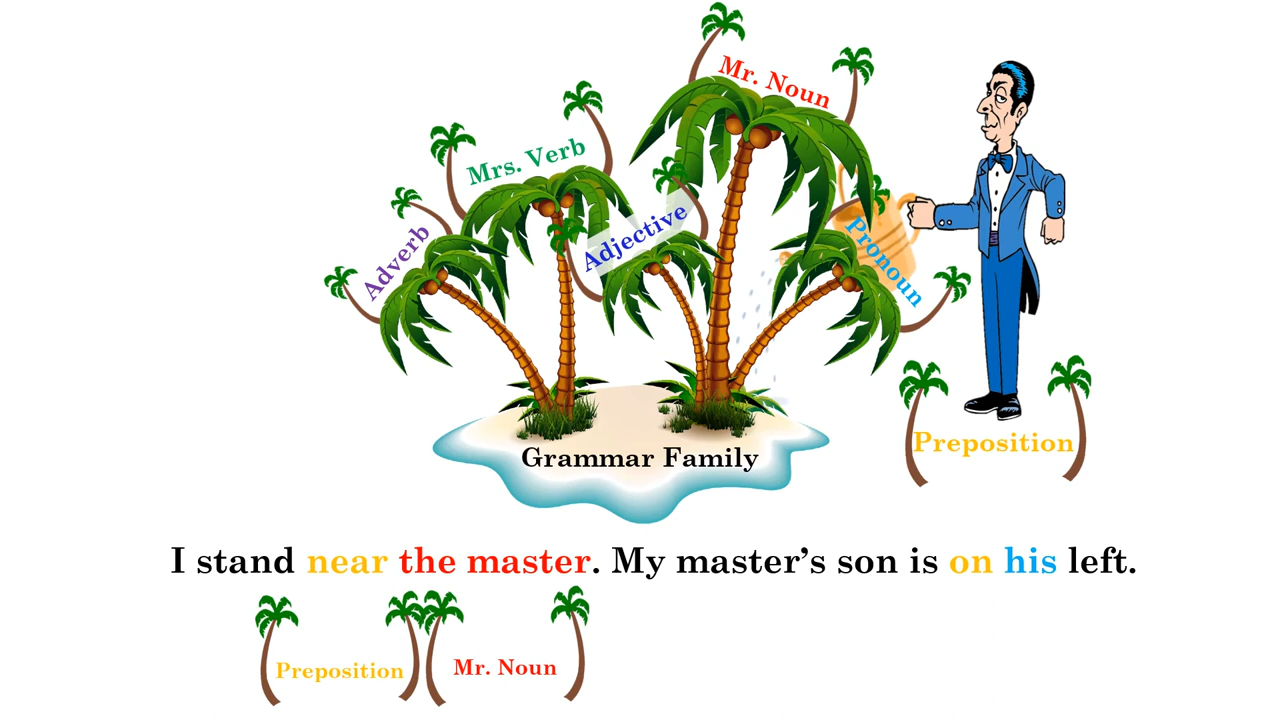 Mr. Noun
Mrs. Verb
Adjective
Adverb
Pronoun
Preposition
Grammar Family
I stand near the master. My master’s son is on his left.
Preposition
Mr. Noun